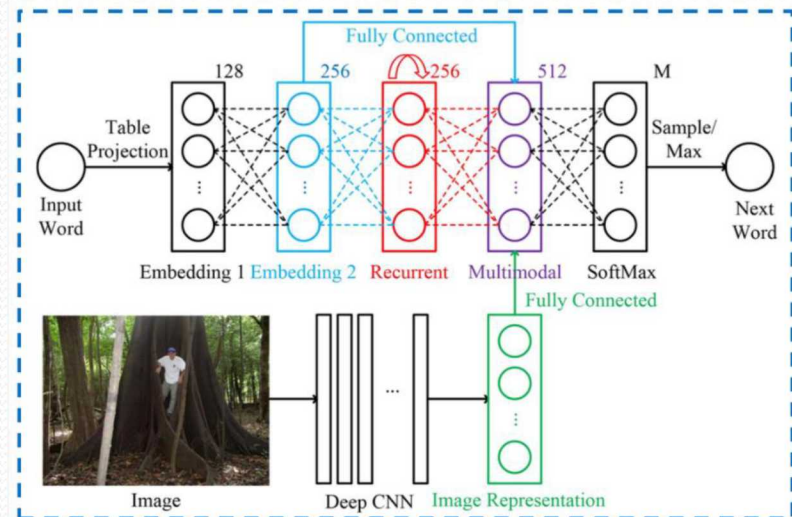 Fully Connected
128
256
256
512
M
Table
Projection
Sample/
Max
...
...
...
...
...
Input
Word
Next
Word
Embedding 1
Embedding 2
Recurrent
Multimodal
SoftMax
Fully Connected
...
...
Image
Deep CNN
Image Representation